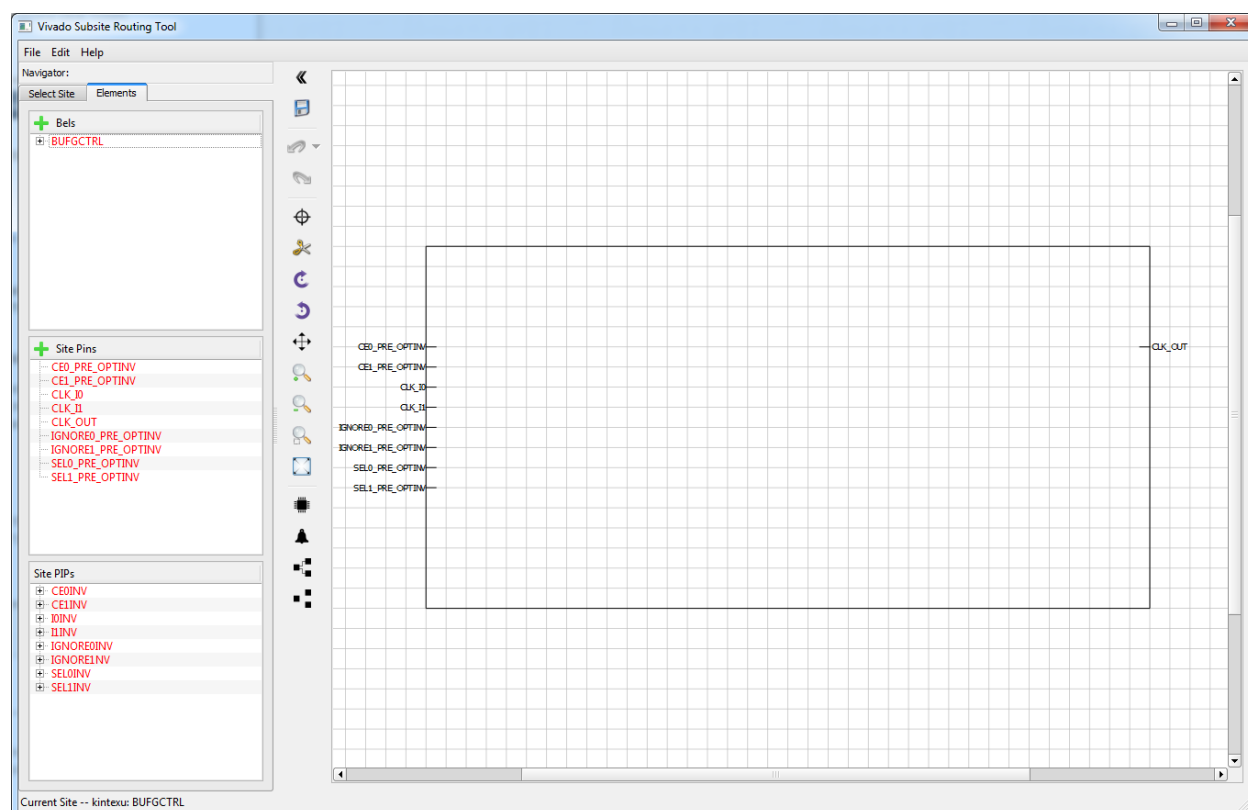 Vivado Subsite Routing Tool
File Edit Help
Navigator:
Select Site Elements
Bels
BUFGCTRL
Site Pins
CE0_PRE_OPTINV
CE1_PRE_OPTINV
CLK_I0
CLK_I1
CLK_OUT
IGNORE0_PRE_OPTINV
IGNORE1_PRE_OPTINV
SEL0_PRE_OPTINV
SEL1_PRE_OPTINV
Site PIPs
CE0INV
CE1INV
I0INV
I1INV
IGNORE0INV
IGNORE1NV
SEL0INV
SEL1INV
CE0_PRE_OPTINV
CE1_PRE_OPTINV
CLK_I0
CLK_I1
IGNORE0_PRE_OPTINV
IGNORE1_PRE_OPTINV
SEL0_PRE_OPTINV
SEL1_PRE_OPTINV
CLK_OUT
Current Site -- kintexu: BUFGCTRL